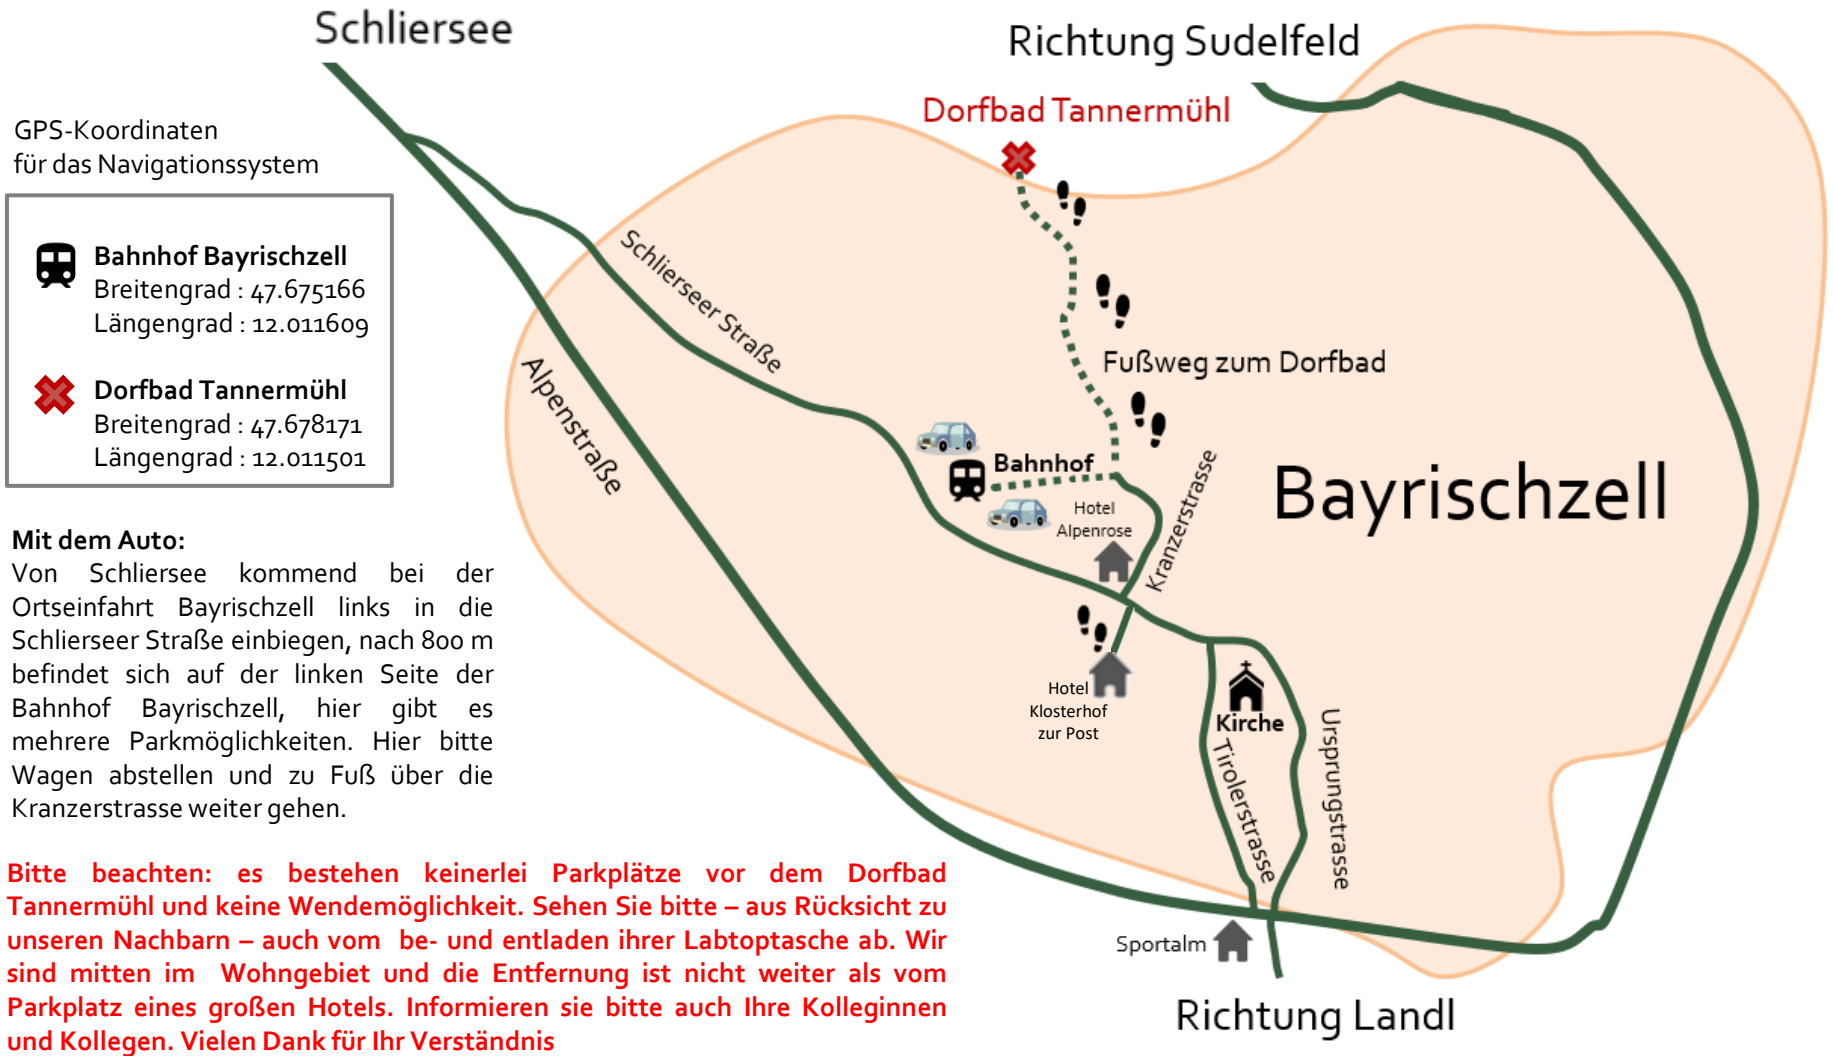 Schliersee
Richtung Sudelfeld
Dorfbad Tannermühl
GPS-Koordinaten
für das Navigationssystem
Bahnhof Bayrischzell
Breitengrad : 47.675166
Längengrad : 12.011609
Dorfbad Tannermühl
Breitengrad : 47.678171
Längengrad : 12.011501
Schlierseer Straße
Alpenstraße
Fußweg zum Dorfbad
Bahnhof
Kranzerstrasse
Bayrischzell
Hotel
Alpenrose
Hotel
Klosterhof
zur Post
Kirche
Tirolerstrasse
Ursprungstrasse
Sportalm
Richtung Landl
Mit dem Auto:
Von Schliersee kommend bei der
Ortseinfahrt Bayrischzell links in die
Schlierseer Straße einbiegen, nach 800 m
befindet sich auf der linken Seite der
Bahnhof Bayrischzell, hier gibt es
mehrere Parkmöglichkeiten. Hier bitte
Wagen abstellen und zu Fuß über die
Kranzerstrasse weiter gehen.
Bitte beachten: es bestehen keinerlei Parkplätze vor dem Dorfbad
Tannermühl und keine Wendemöglichkeit. Sehen Sie bitte – aus Rücksicht zu
unseren Nachbarn – auch vom be- und entladen ihrer Labtoptasche ab. Wir
sind mitten im Wohngebiet und die Entfernung ist nicht weiter als vom
Parkplatz eines großen Hotels. Informieren sie bitte auch Ihre Kolleginnen
und Kollegen. Vielen Dank für Ihr Verständnis